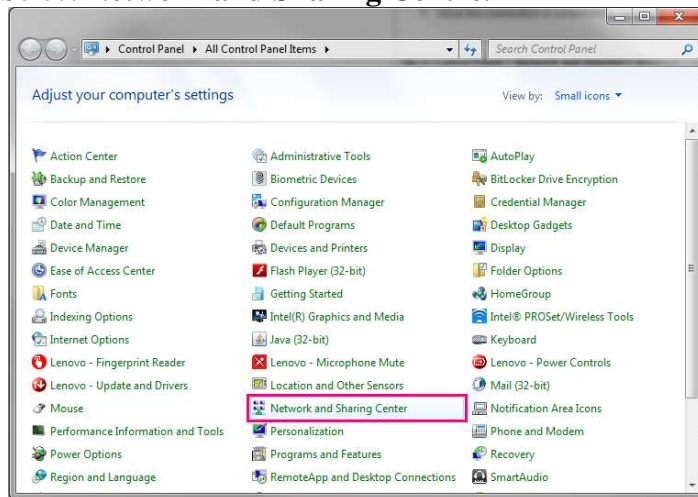 Select Network and Sharing Center
Control Panel All Control Panel Items Search Control Panel
Adjust your computer's settings View by: Small icons
Action Center Administrative Tools AutoPlay
Backup and Restore Biometric Devices BitLocker Drive Encryption
Color Management Configuration Manager Credential Manager
Date and Time Default Programs Desktop Gadgets
Device Manager Devices and Printers Display
Ease of Access Center Flash Player (32-bit) Folder Options
Fonts Getting Started HomeGroup
Indexing Options Intel(R) Graphics and Media Intel® PROSet/Wireless Tools
Internet Options Java (32-bit) Keyboard
Lenovo - Fingerprint Reader Lenovo - Microphone Mute Lenovo - Power Controls
Lenovo - Update and Drivers Location and Other Sensors Mail (32-bit)
Mouse Network and Sharing Center Notification Area Icons
Performance Information and Tools Personalization Phone and Modem
Power Options Programs and Features Recovery
Region and Language RemoteApp and Desktop Connections SmartAudio